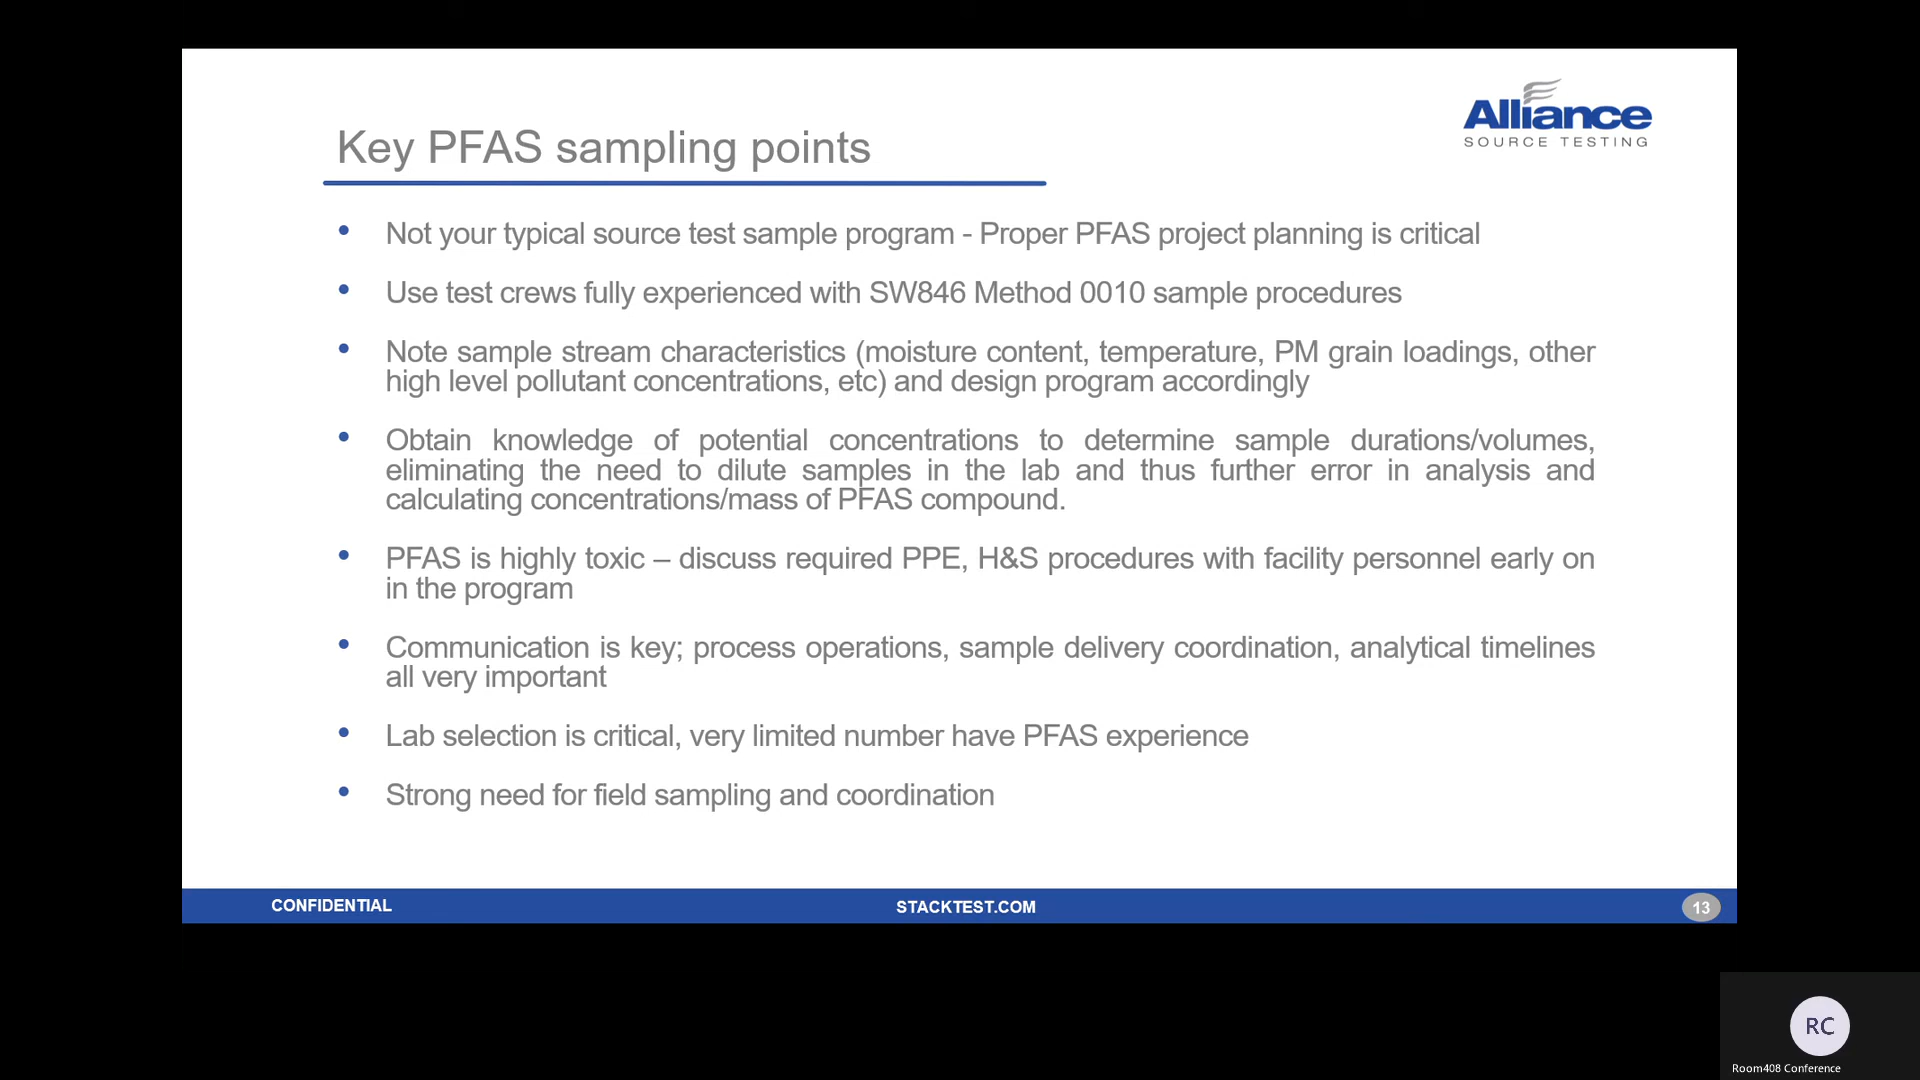 Alliance
SOURCE TESTING
Key PFAS sampling points
• Not your typical source test sample program - Proper PFAS project planning is critical
• Use test crews fully experienced with SW846 Method 0010 sample procedures
• Note sample stream characteristics (moisture content, temperature, PM grain loadings, other
high level pollutant concentrations, etc) and design program accordingly
• Obtain knowledge of potential concentrations to determine sample durations/volumes,
eliminating the need to dilute samples in the lab and thus further error in analysis and
calculating concentrations/mass of PFAS compound.
• PFAS is highly toxic – discuss required PPE, H&S procedures with facility personnel early on
in the program
• Communication is key; process operations, sample delivery coordination, analytical timelines
all very important
• Lab selection is critical, very limited number have PFAS experience
• Strong need for field sampling and coordination
CONFIDENTIAL
STACKTEST.COM
13
RC
Room408 Conference